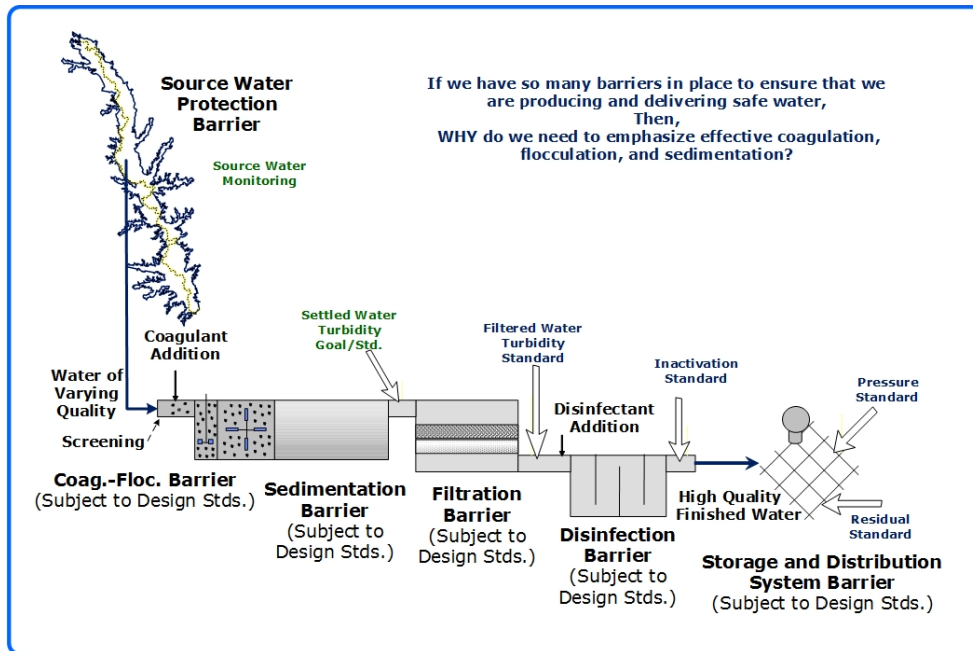 Source Water
Protection
Barrier
If we have so many barriers in place to ensure that we
are producing and delivering safe water,
Then,
WHY do we need to emphasize effective coagulation,
flocculation, and sedimentation?
Source Water
Monitoring
Coagulant
Addition
Settled Water
Turbidity
Goal/Std.
Filtered Water
Turbidity
Standard
Inactivation
Standard
Pressure
Standard
Water of
Varying
Quality
Screening
Disinfectant
Addition
Coag.-Floc. Barrier
(Subject to Design Stds.)
Sedimentation
Barrier
(Subject to
Design Stds.)
Filtration
Barrier
(Subject to
Design Stds.)
Disinfection
Barrier
(Subject to
Design Stds.)
High Quality
Finished Water
Residual
Standard
Storage and Distribution
System Barrier
(Subject to Design Stds.)